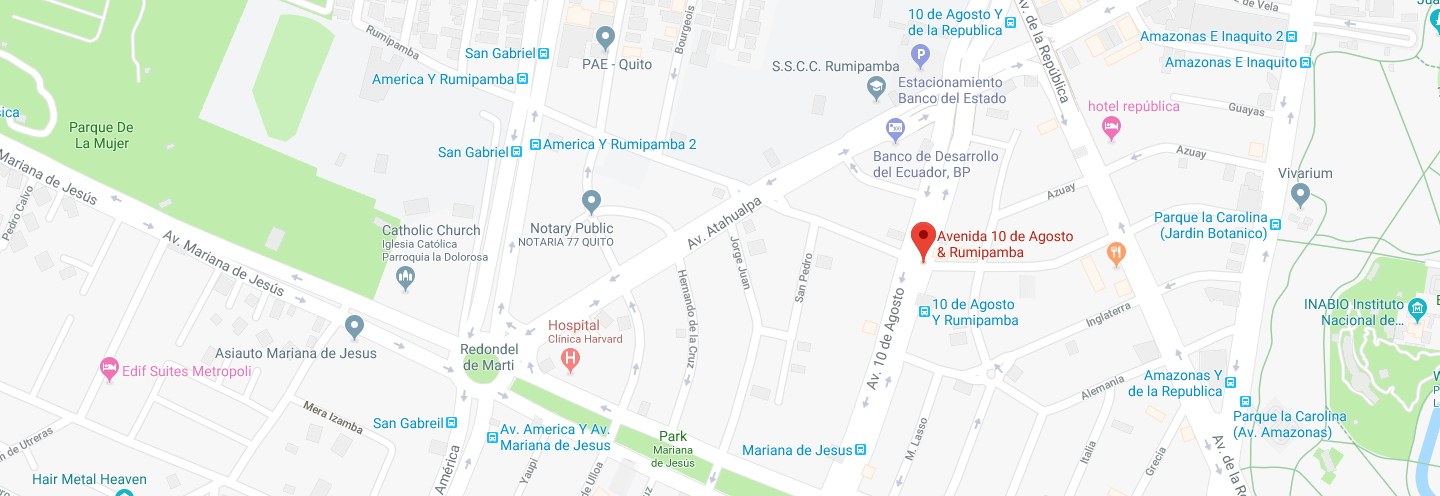 10 de Agosto Y
de la Republica
de Vela
Amazonas E Inaquito 2
Amazonas E Inaquito
Rumipamba
San Gabriel
PAE - Quito
Bourgeois
S.S.C.C. Rumipamba
America Y Rumipamba
Av. de la República
Estacionamiento
Banco del Estado
hotel república
Guayas
Parque De
La Mujer
San Gabriel
America Y Rumipamba 2
Banco de Desarrollo
del Ecuador, BP
Azuay
Azuay
Vivarium
Mariana de Jesús
Pedro Calvo
Av. Mariana de Jesús
Catholic Church
Iglesia Católica
Parroquia la Dolorosa
Notary Public
NOTARIA 77 QUITO
Av. Atahualpa
Jorge Juan
San Pedro
Hernando de la Cruz
Avenida 10 de Agosto
& Rumipamba
Parque la Carolina
(Jardin Botanico)
Av. 10 de Agosto
10 de Agosto
Y Rumipamba
Inglaterra
INABIO Instituto
Nacional de...
Asiauto Mariana de Jesus
Redondel
de Marti
Hospital
Clínica Harvard
Edif Suites Metropoli
Alemania
Amazonas Y
de la Republica
Mera Izamba
San Gabreil
Av. America Y Av.
Mariana de Jesus
Park
Mariana
de Jesús
Mariana de Jesus
M. Lasso
Italia
Grecia
Parque la Carolina
(Av. Amazonas)
Av. de la R
n de Utreras
América
Yaupi
de Ulloa
Hair Metal Heaven